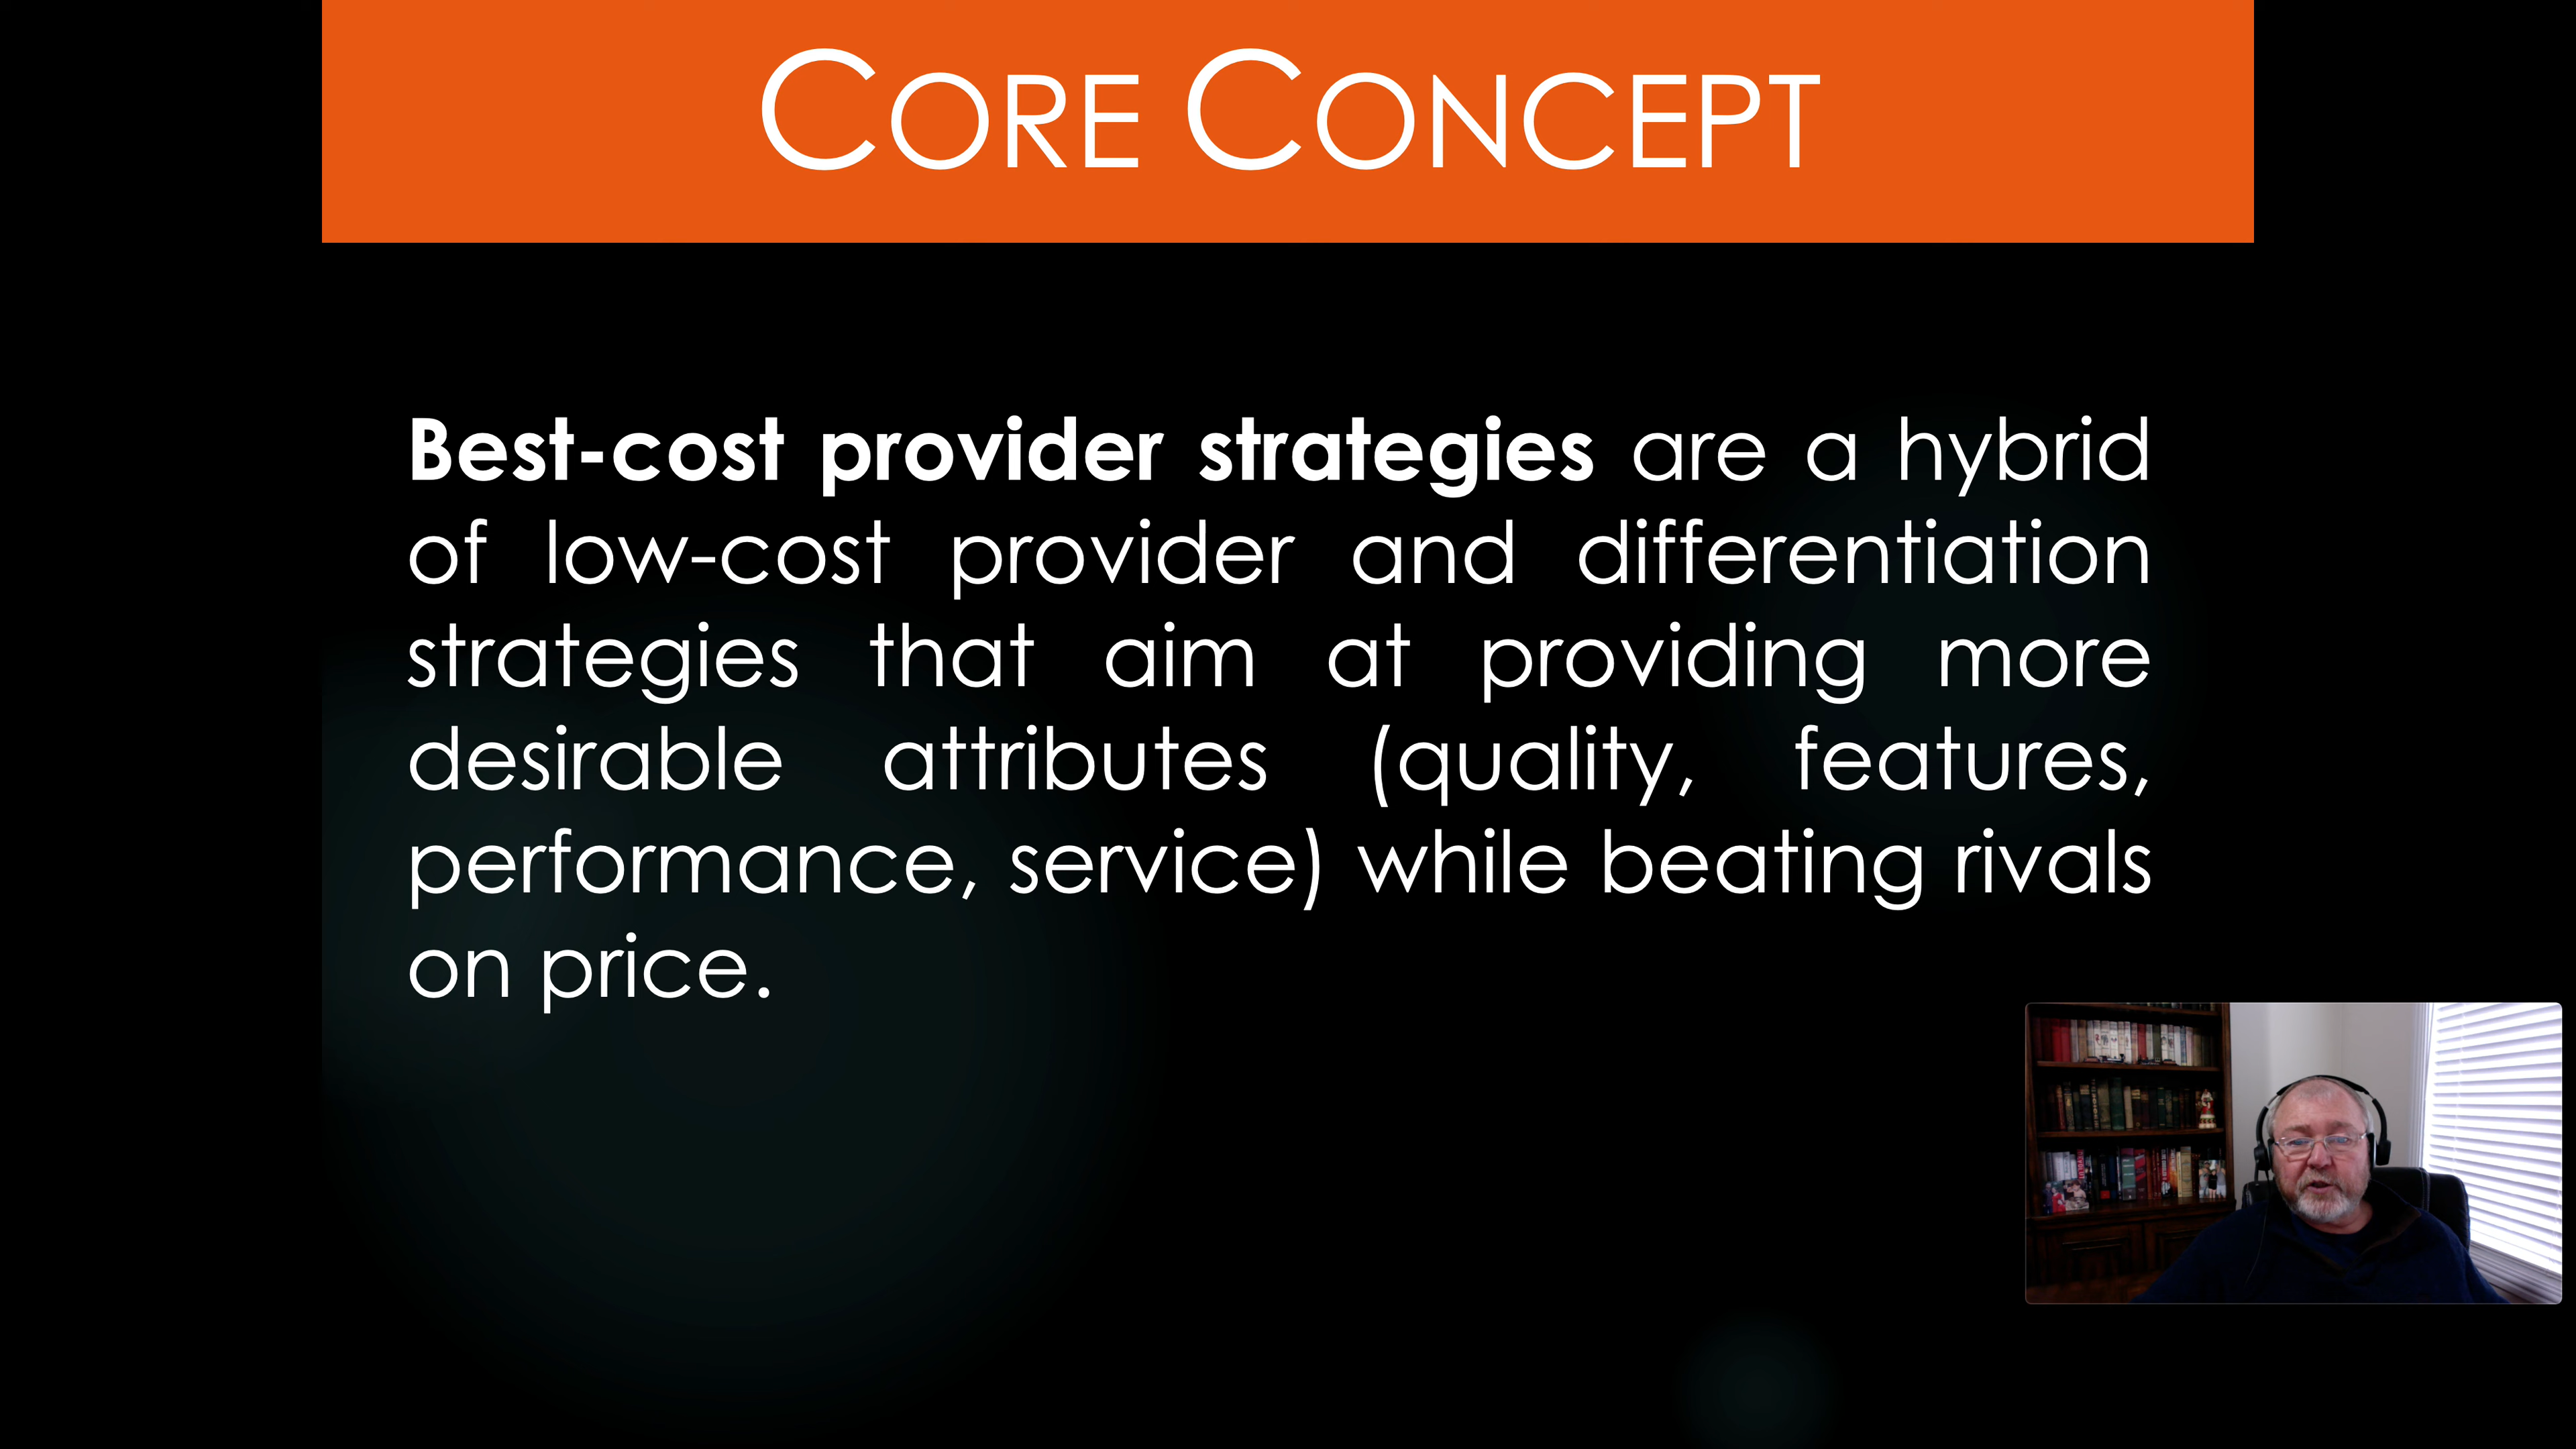 CORE CONCEPT
Best-cost provider strategies are a hybrid
of low-cost provider and differentiation
strategies that aim at providing more
desirable attributes (quality, features,
performance, service) while beating rivals
on price.